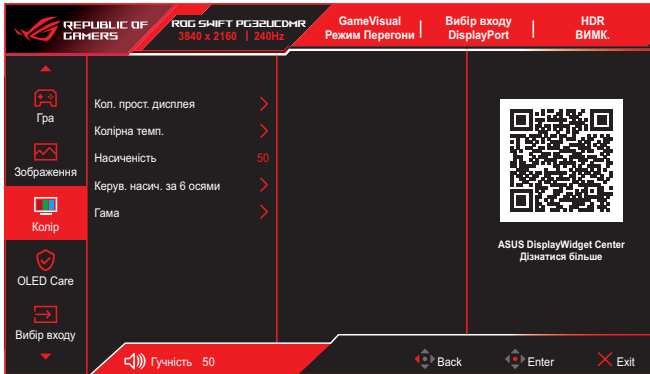 REPUBLIC OF
GAMERS
ROG SWIFT PG32UCDMR
3840 x 2160 | 240Hz
GameVisual
Режим Перегони
Вибір входу
DisplayPort
HDR
ВИМК.
Гра
Зображення
Колір
OLED Care
Вибір входу
Кол. прост. дисплея
Колірна темп.
Насиченість 50
Керув. насич. за 6 осями
Гама
ASUS DisplayWidget Center
Дізнатися більше
Гучність 50
Back
Enter
Exit